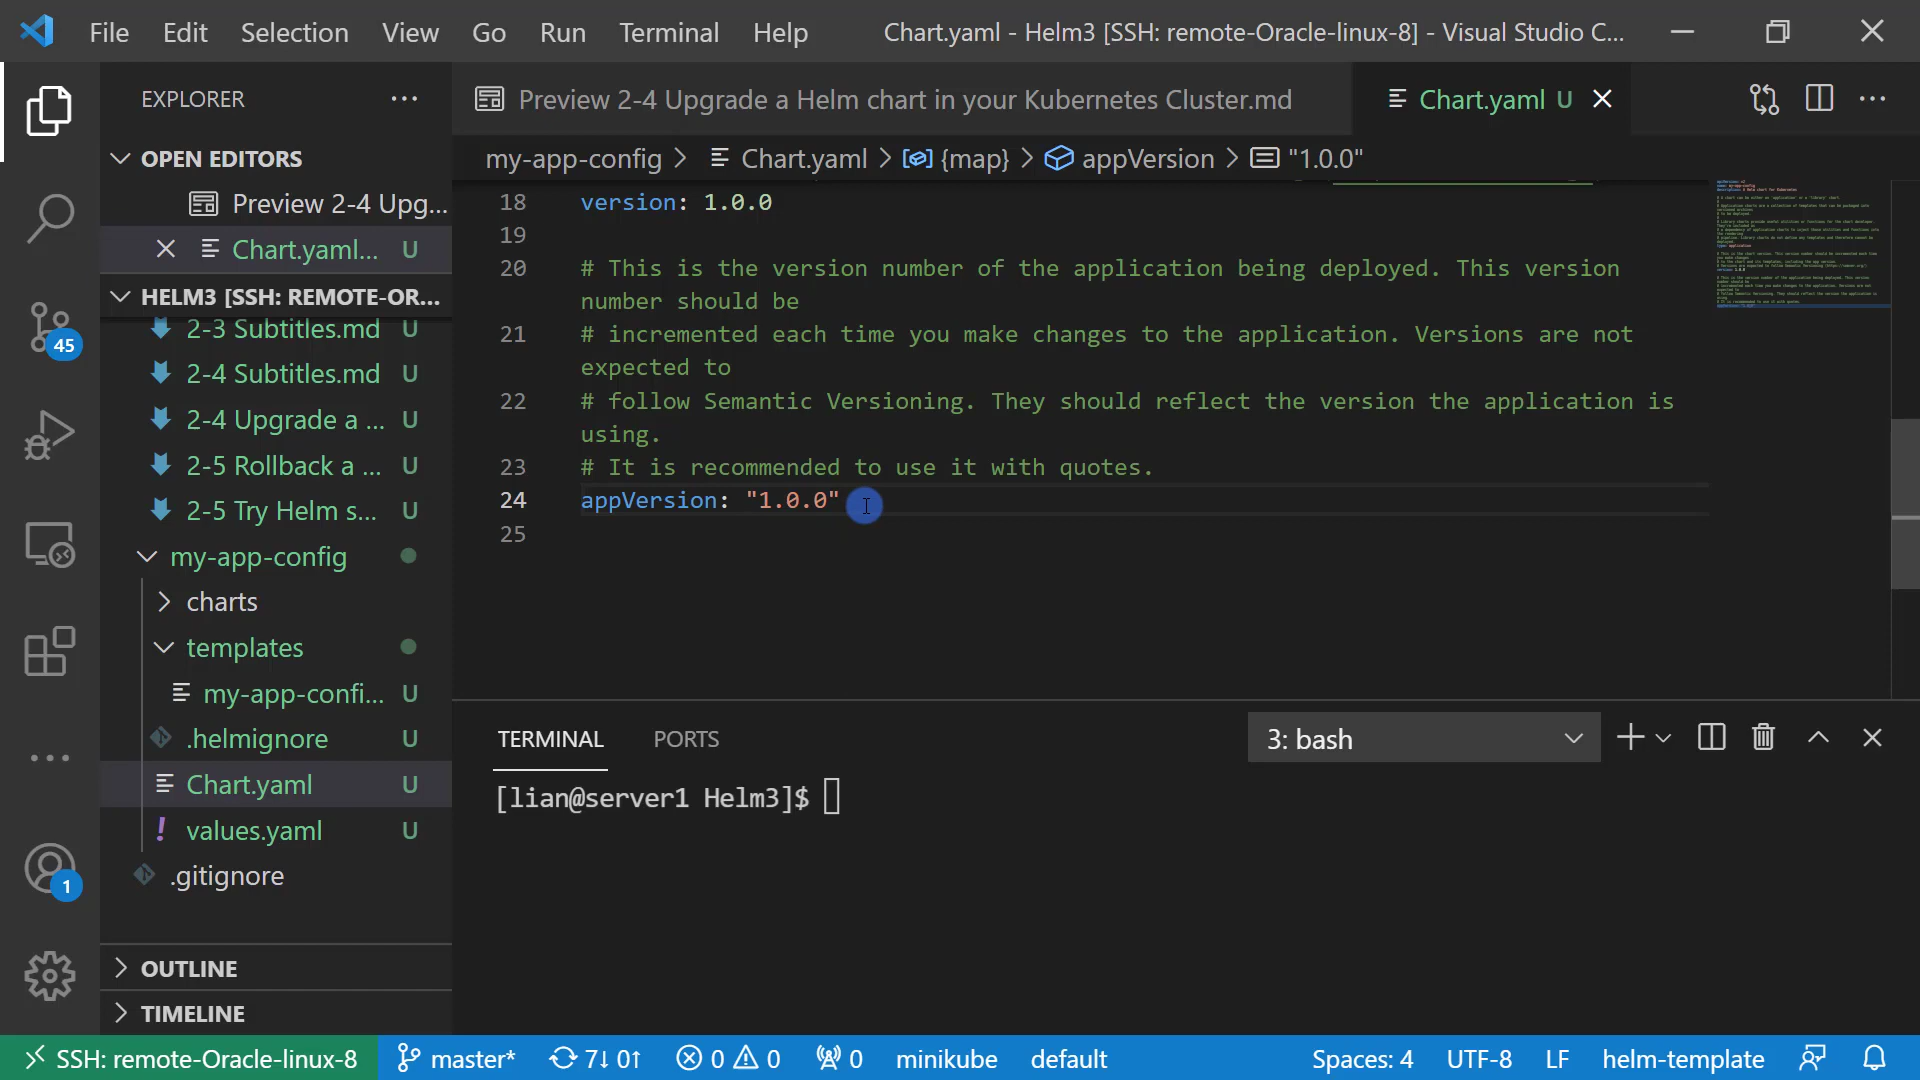 File Edit Selection View Go Run Terminal Help
Chart.yaml - Helm3 [SSH: remote-Oracle-linux-8] - Visual Studio C...
EXPLORER
OPEN EDITORS
Preview 2-4 Upg...
Chart.yaml... U
HELM3 [SSH: REMOTE-OR...
2-3 Subtitles.md U
2-4 Subtitles.md U
2-4 Upgrade a ... U
2-5 Rollback a ... U
2-5 Try Helm s... U
my-app-config
charts
templates
my-app-confi... U
.helmignore U
Chart.yaml U
values.yaml U
.gitignore
OUTLINE
TIMELINE
45
1
Preview 2-4 Upgrade a Helm chart in your Kubernetes Cluster.md
Chart.yaml U
my-app-config > Chart.yaml > {map} > appVersion > "1.0.0"
18 version: 1.0.0
19
20 # This is the version number of the application being deployed. This version
number should be
21 # incremented each time you make changes to the application. Versions are not
expected to
22 # follow Semantic Versioning. They should reflect the version the application is
using.
23 # It is recommended to use it with quotes.
24 appVersion: "1.0.0"
25
TERMINAL PORTS
3: bash
[lian@server1 Helm3]$
SSH: remote-Oracle-linux-8 master* 7↓ 0↑ 0 0 0 minikube default
Spaces: 4 UTF-8 LF helm-template